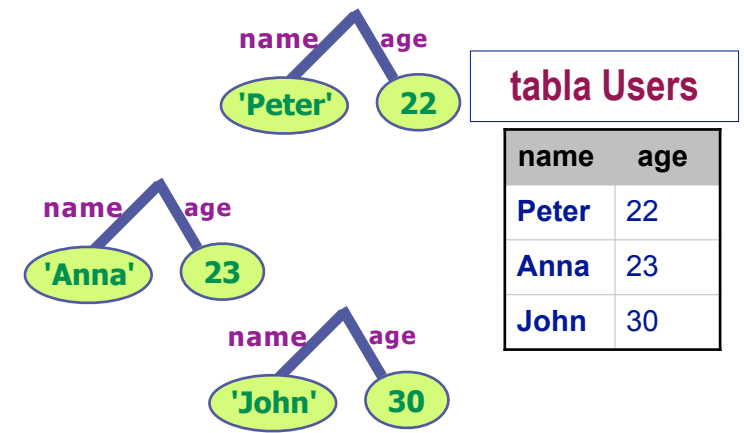 name age
'Peter' 22
tabla Users
name age
Peter 22
Anna 23
John 30
name age
'Anna' 23
name age
'John' 30